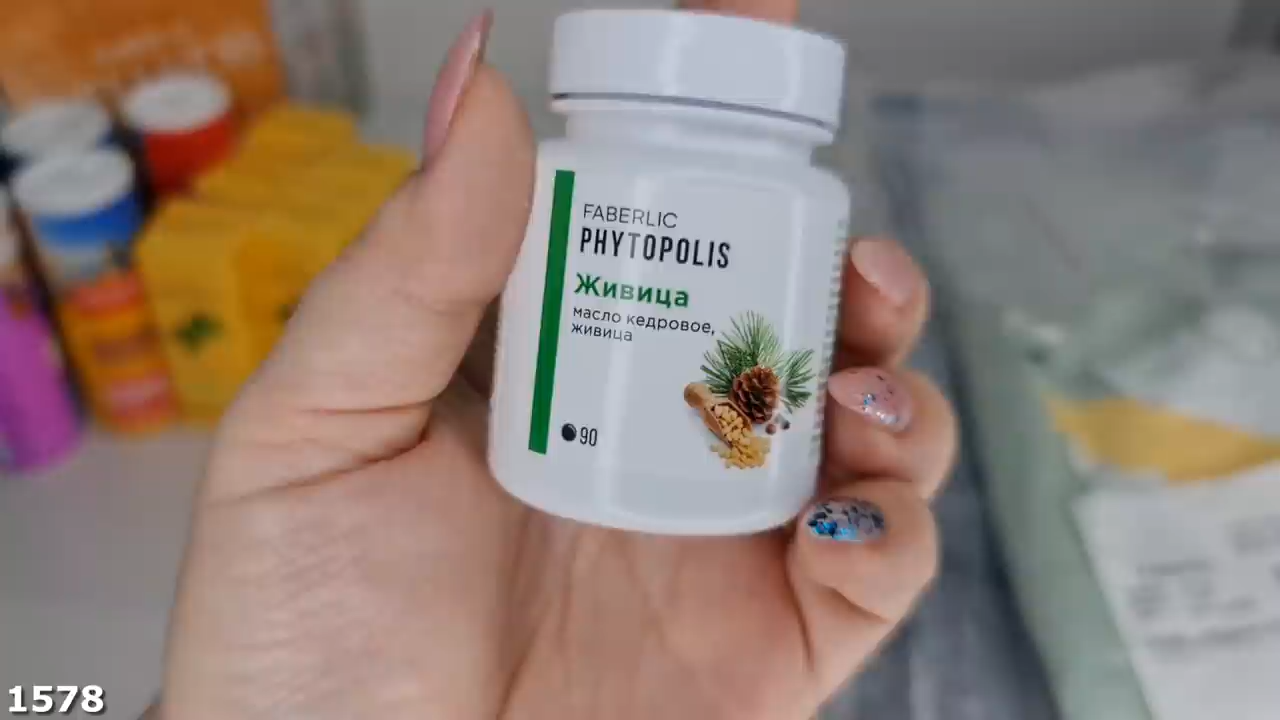 FABERLIC
PHYTOPOLIS
Живица
масло кедровое,
живица
90
1578